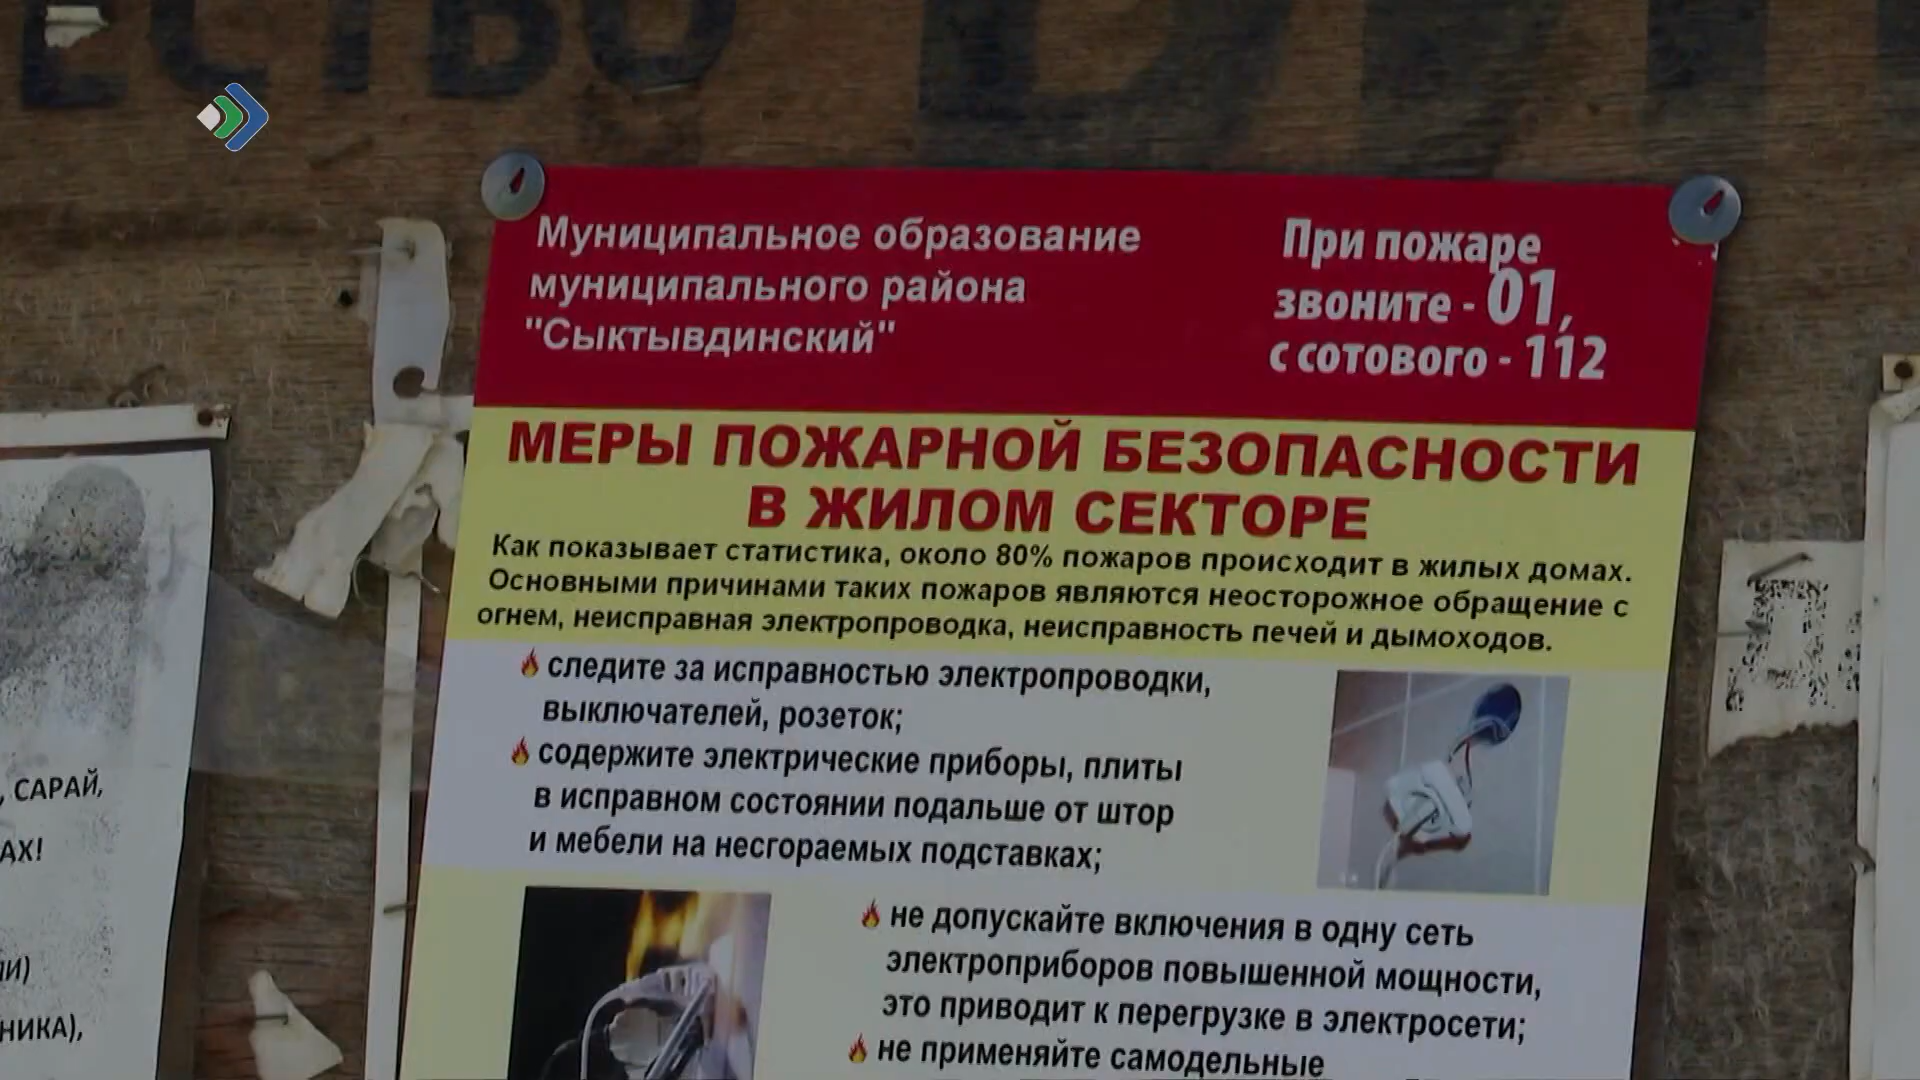 ЕСТВО
Муниципальное образование
муниципального района
"Сыктывдинский"
При пожаре
звоните - 01,
с сотового - 112
МЕРЫ ПОЖАРНОЙ БЕЗОПАСНОСТИ
В ЖИЛОМ СЕКТОРЕ
Как показывает статистика, около 80% пожаров происходит в жилых домах.
Основными причинами таких пожаров являются неосторожное обращение с
огнем, неисправная электропроводка, неисправность печей и дымоходов.
следите за исправностью электропроводки,
выключателей, розеток;
содержите электрические приборы, плиты
в исправном состоянии подальше от штор
и мебели на несгораемых подставках;
не допускайте включения в одну сеть
электроприборов повышенной мощности,
это приводит к перегрузке в электросети;
не применяйте самодельные
, САРАЙ,
АХ!
ЛИ)
НИКА),